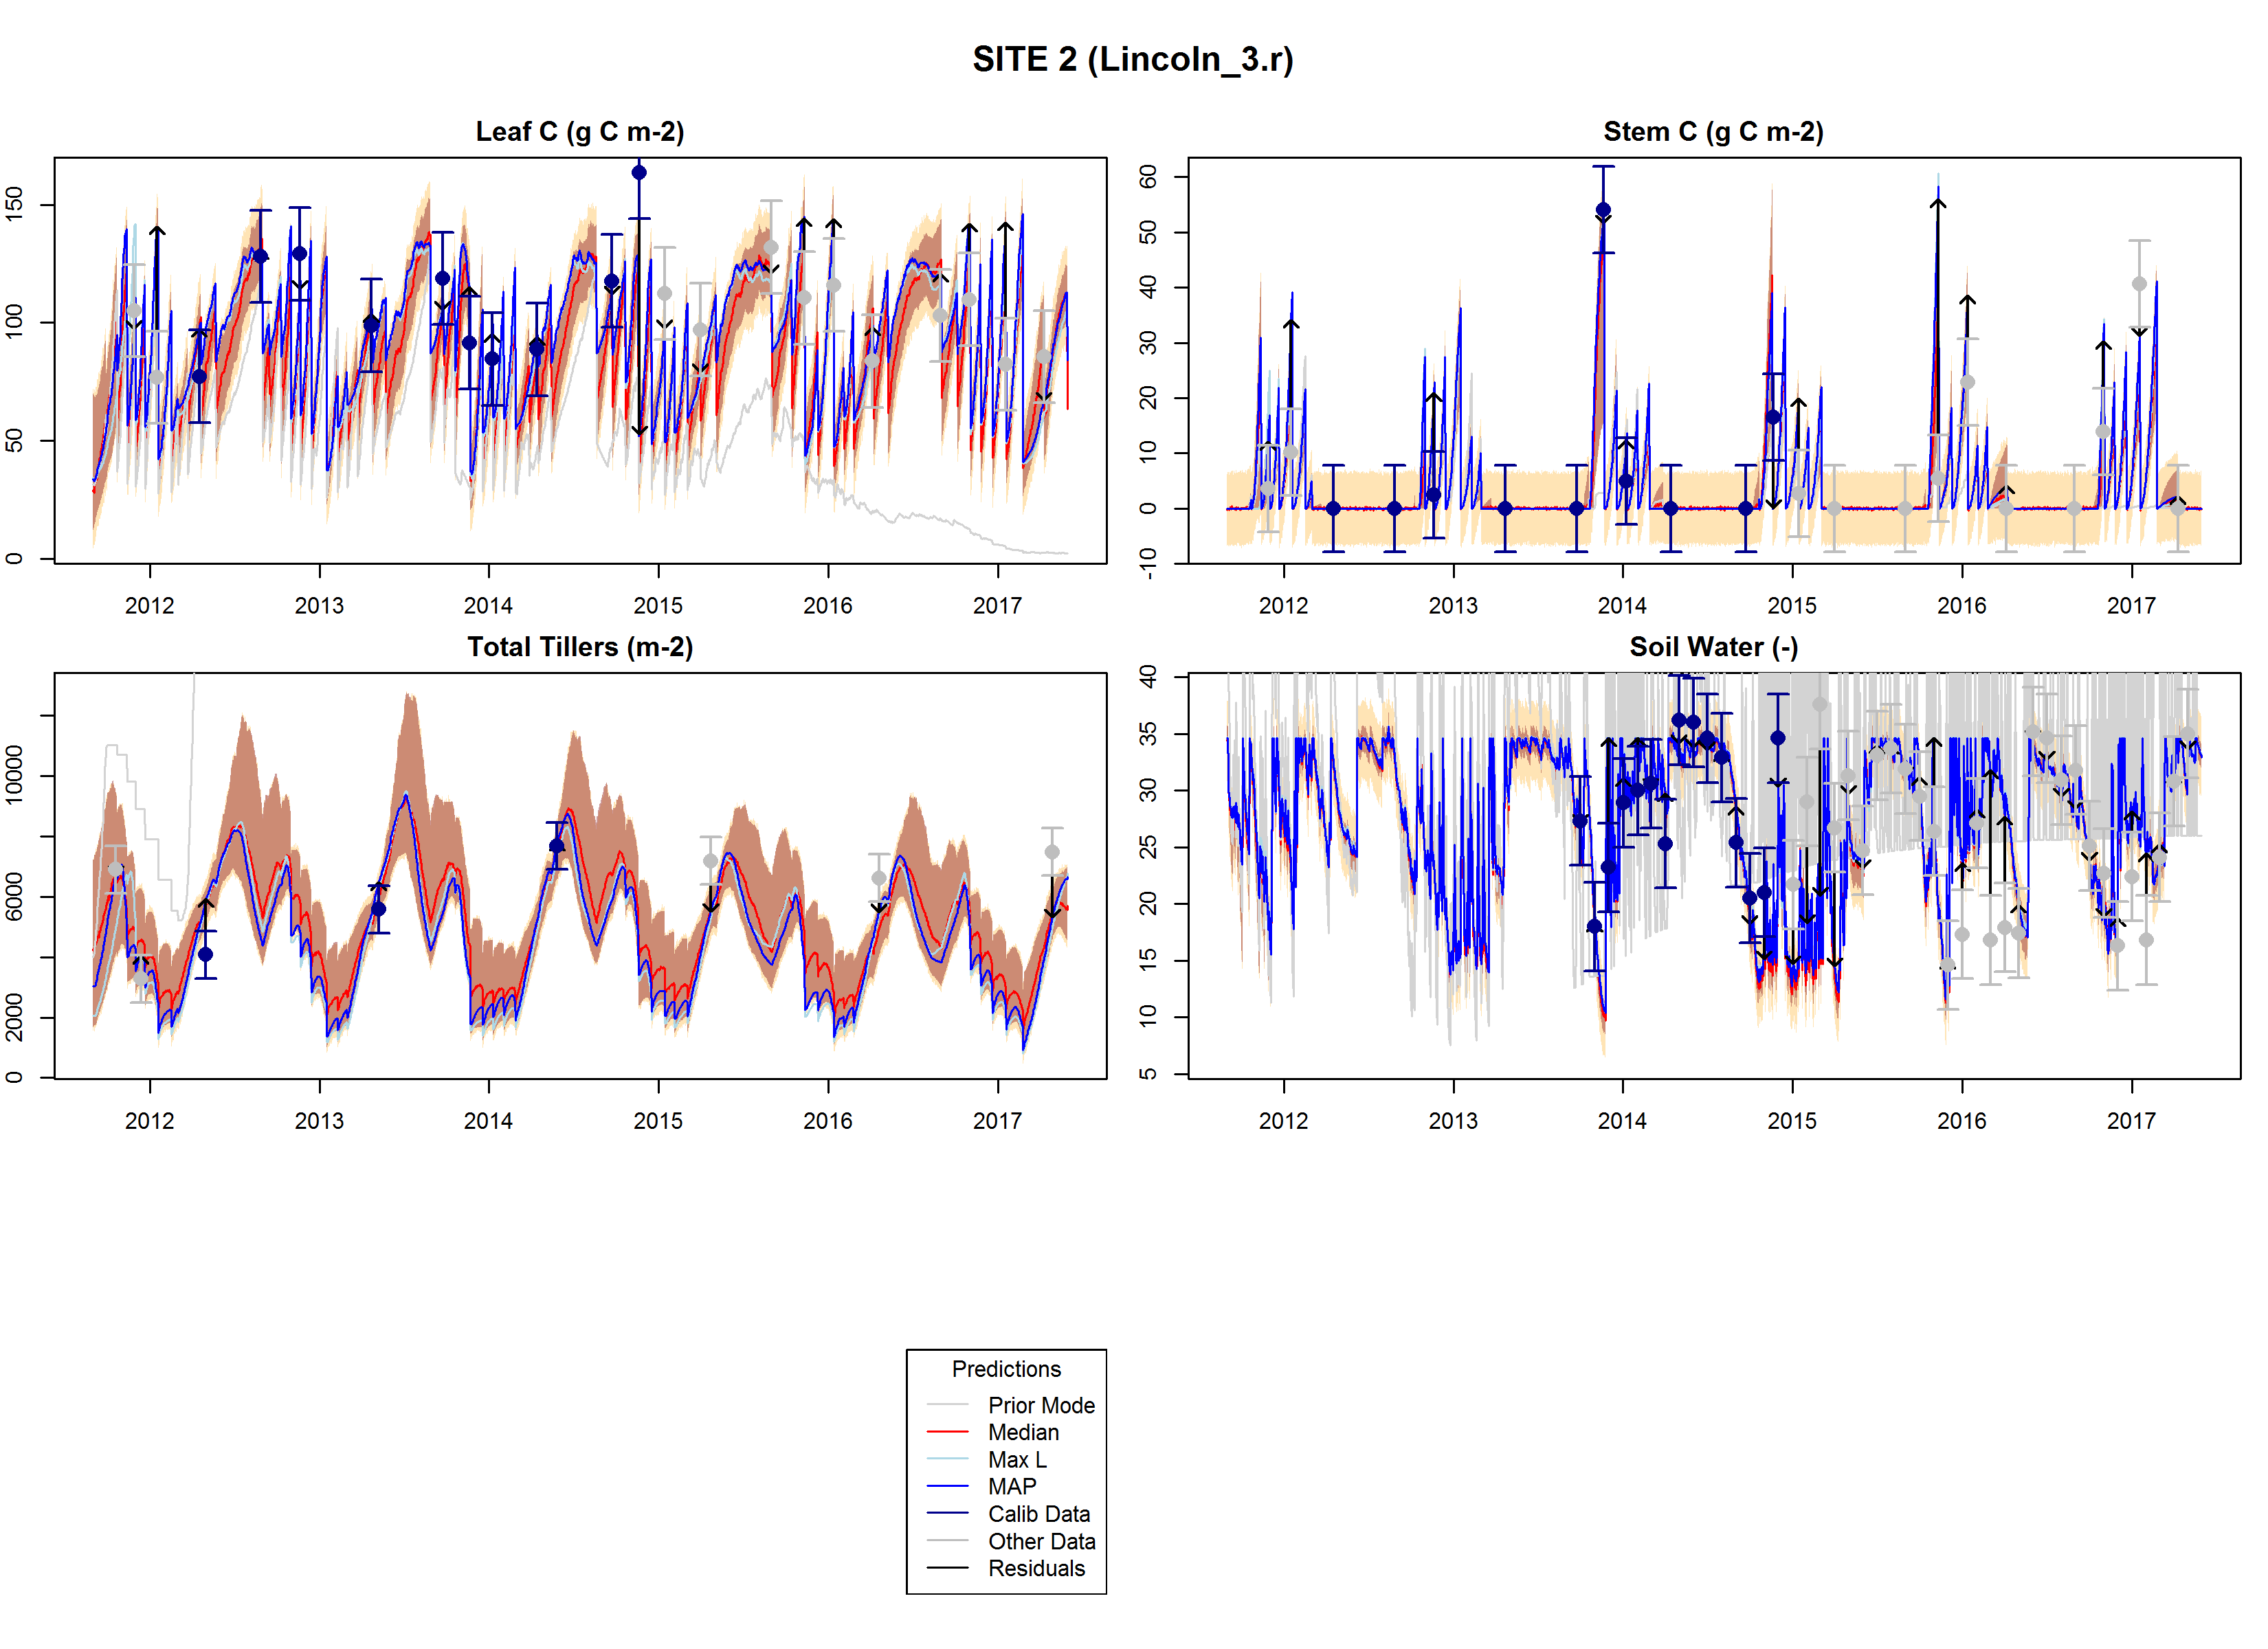 SITE 2 (Lincoln_3.r)
Leaf C (g C m-2)
150
100
50
0
2012 2013 2014 2015 2016 2017
Stem C (g C m-2)
60
50
40
30
20
10
0
-10
2012 2013 2014 2015 2016 2017
Total Tillers (m-2)
10000
6000
2000
0
2012 2013 2014 2015 2016 2017
Soil Water (-)
40
35
30
25
20
15
10
5
2012 2013 2014 2015 2016 2017
Predictions
Prior Mode
Median
Max L
MAP
Calib Data
Other Data
Residuals